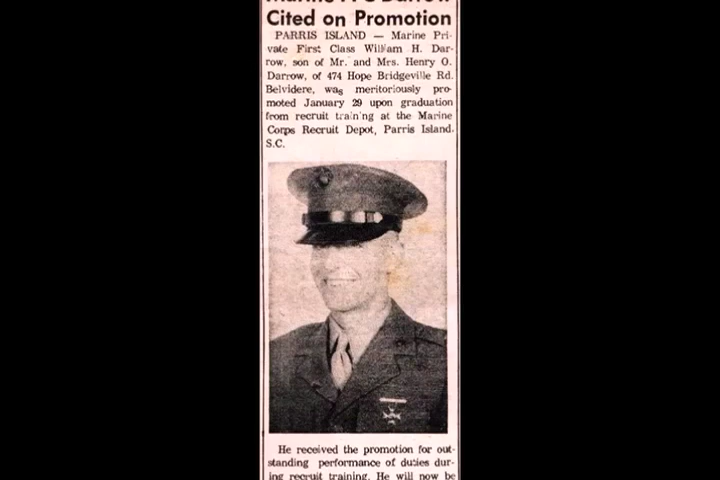 Cited on Promotion
PARRIS ISLAND — Marine Pri-
vate First Class William H. Dar-
row, son of Mr. and Mrs. Henry O.
Darrow, of 474 Hope Bridgeville Rd.
Belvidere, was meritoriously pro-
moted January 29 upon graduation
from recruit training at the Marine
Corps Recruit Depot, Parris Island,
S.C.
He received the promotion for out-
standing performance of duties dur-
ing recruit training. He will now be